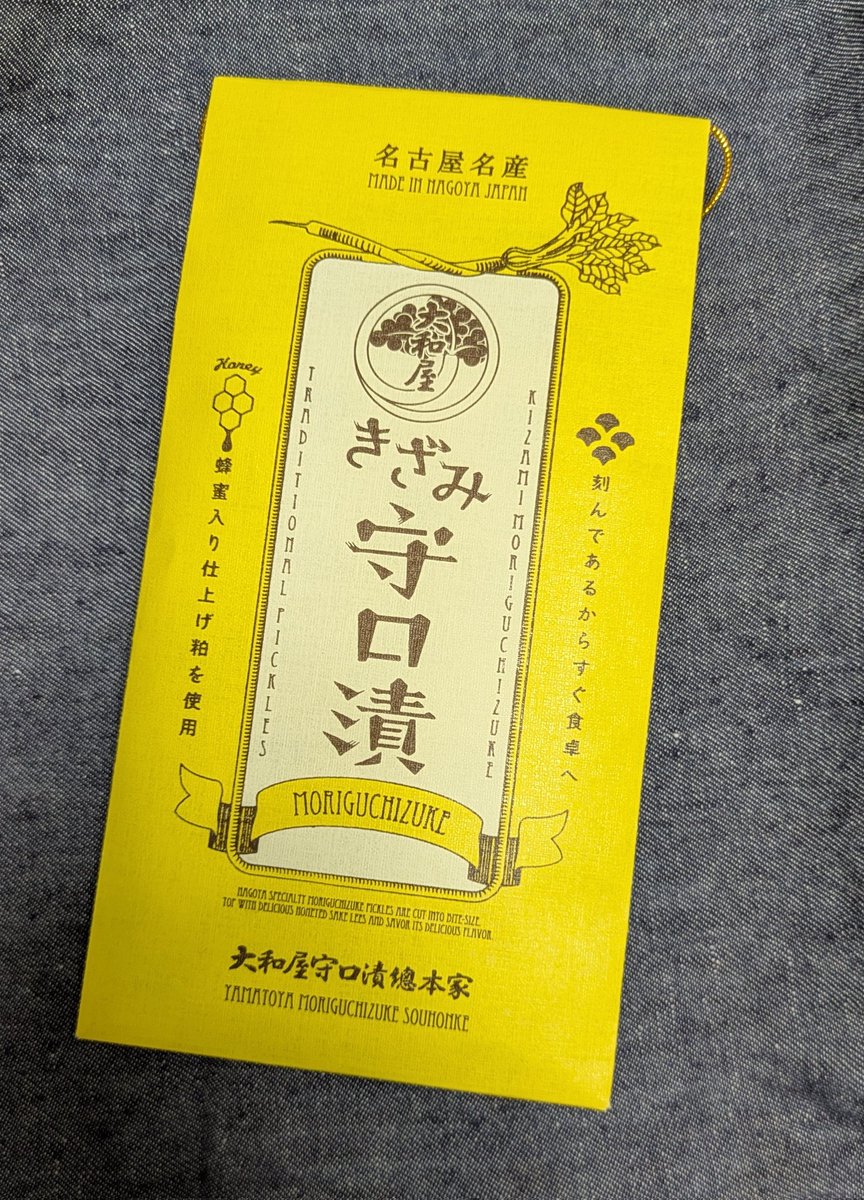 名古屋名産
MADE IN NAGOYA JAPAN
大和屋
きざみ
守口漬
KIZAMI MORIGUCHIZUKE
TRADITIONAL PICKLES
刻んであるからすぐ食卓へ
Honey
蜂蜜入り仕上げ粕を使用
MORIGUCHIZUKE
NAGOYA SPECIALTY MORIGUCHIZUKE PICKLES ARE CUT INTO BITE-SIZE.
TOP WITH DELICIOUS HONEYED SAKE LEES AND SAVOR ITS DELICIOUS FLAVOR.
大和屋守口漬總本家
YAMATOYA MORIGUCHIZUKE SOUHONKE